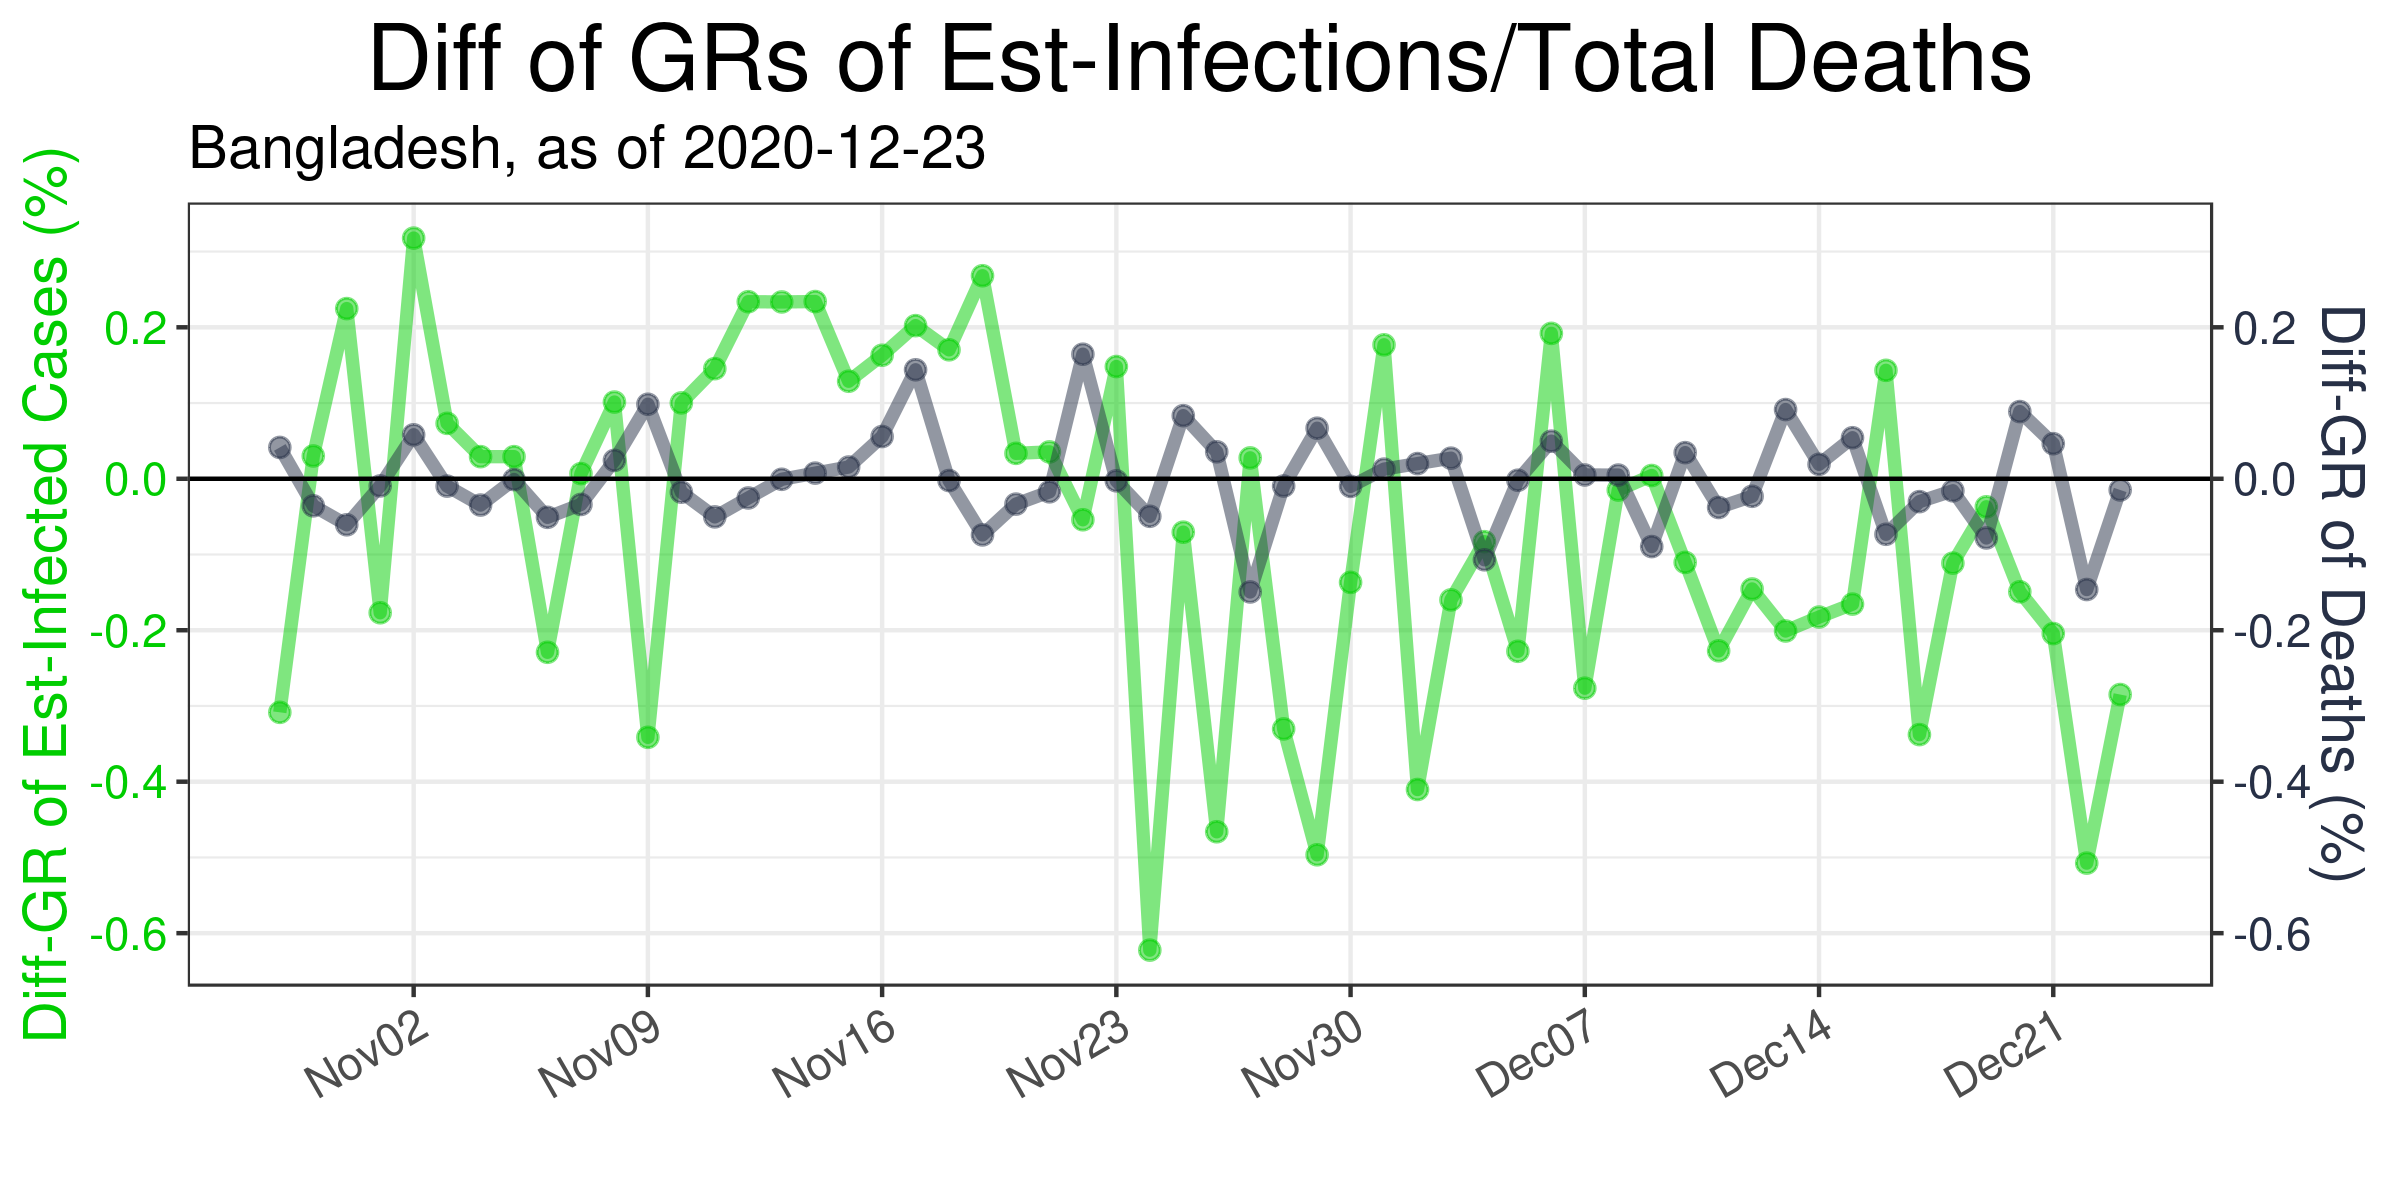 Diff of GRs of Est-Infections/Total Deaths
Bangladesh, as of 2020-12-23
Diff-GR of Est-Infected Cases (%)
0.2
0.0
-0.2
-0.4
-0.6
0.2
0.0
-0.2
-0.4
-0.6
Diff-GR of Deaths (%)
Nov02 Nov09 Nov16 Nov23 Nov30 Dec07 Dec14 Dec21